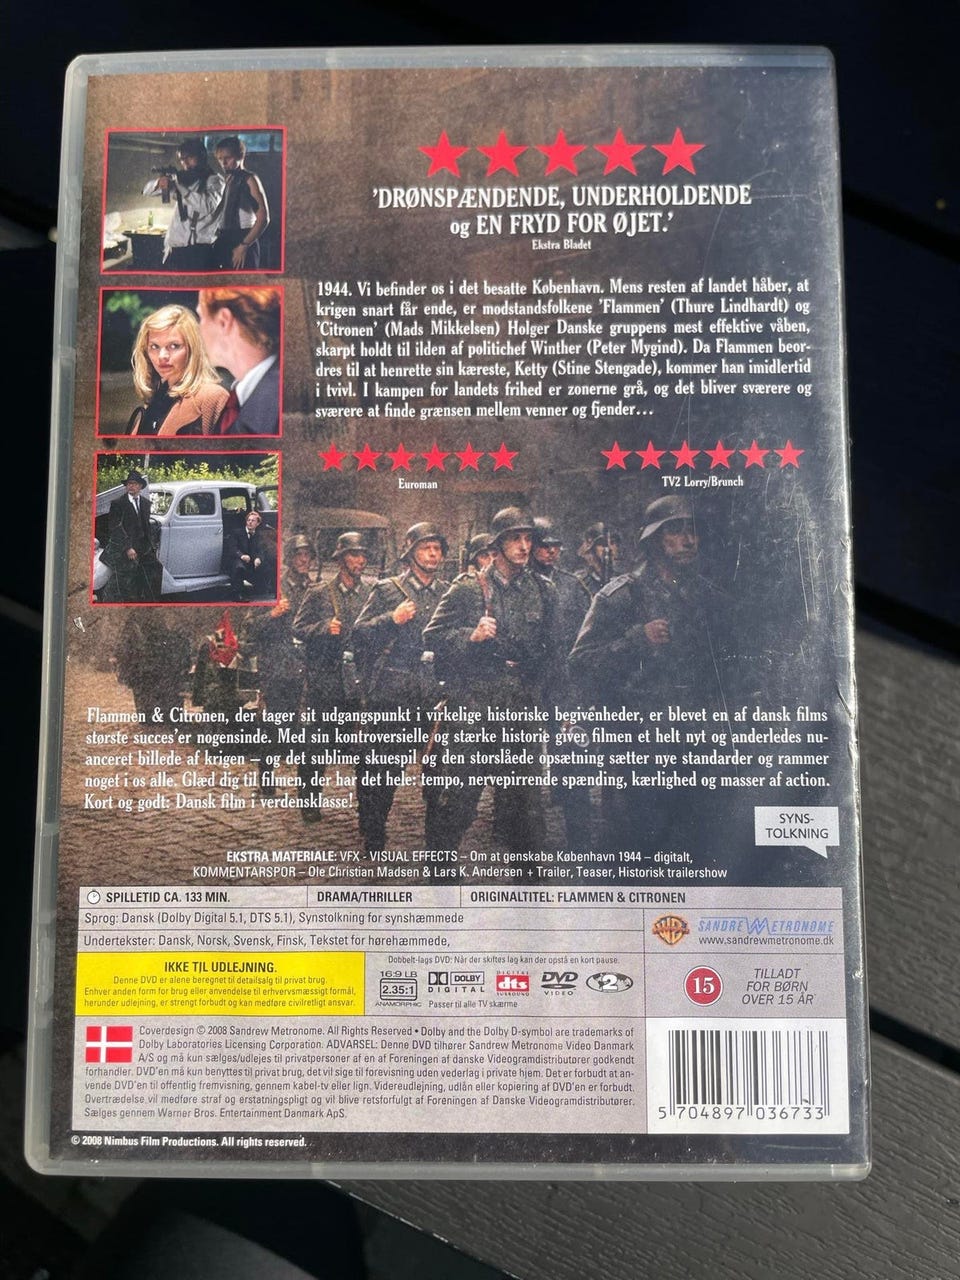 'DRØNSPÆNDENDE, UNDERHOLDENDE
og EN FRYD FOR ØJET.'
Ekstra Bladet
1944. Vi befinder os i det besatte København. Mens resten af landet håber, at
krigen snart får ende, er modstandsfolkene 'Flammen' (Thure Lindhardt) og
'Citronen' (Mads Mikkelsen) Holger Danske gruppens mest effektive våben,
skarpt holdt til ilden af politichef Winther (Peter Mygind). Da Flammen beor-
dres til at henrette sin kæreste, Ketty (Stine Stengade), kommer han imidlertid
i tvivl. I kampen for landets frihed er zonerne grå, og det bliver sværere og
sværere at finde grænsen mellem venner og fjender...
Euroman
TV2 Lorry/Brunch
Flammen & Citronen, der tager sit udgangspunkt i virkelige historiske begivenheder, er blevet en af dansk films
største succes'er nogensinde. Med sin kontroversielle og stærke historie giver filmen et helt nyt og anderledes nu-
anceret billede af krigen – og det sublime skuespil og den storslåede opsætning sætter nye standarder og rammer
noget i os alle. Glæd dig til filmen, der har det hele: tempo, nervepirrende spænding, kærlighed og masser af action.
Kort og godt: Dansk film i verdensklasse!
SYNS-
TOLKNING
EKSTRA MATERIALE: VFX - VISUAL EFFECTS – Om at genskabe København 1944 – digitalt,
KOMMENTARSPOR – Ole Christian Madsen & Lars K. Andersen + Trailer, Teaser, Historisk trailershow
SPILLETID CA. 133 MIN.
DRAMA/THRILLER
ORIGINALTITEL: FLAMMEN & CITRONEN
Sprog: Dansk (Dolby Digital 5.1, DTS 5.1), Synstolkning for synshæmmede
Undertekster: Dansk, Norsk, Svensk, Finsk, Tekstet for hørehæmmede,
WB
SANDREW METRONOME
www.sandrewmetronome.dk
IKKE TIL UDLEJNING.
Denne DVD er alene beregnet til detailsalg til privat brug.
Enhver anden form for brug eller anvendelse til erhvervsmæssigt formål,
herunder udlejning, er strengt forbudt og kan medføre civilretligt ansvar.
Dobbelt-lags DVD: Når der skiftes lag kan der opstå en kort pause.
16:9 LB
2.35:1
ANAMORPHIC
DOLBY
DIGITAL
DIGITAL
dts
SURROUND
DVD
VIDEO
2
Passer til alle TV skærme
15
TILLADT
FOR BØRN
OVER 15 ÅR
Coverdesign © 2008 Sandrew Metronome. All Rights Reserved • Dolby and the Dolby D-symbol are trademarks of
Dolby Laboratories Licensing Corporation. ADVARSEL: Denne DVD tilhører Sandrew Metronome Video Danmark
A/S og må kun sælges/udlejes til privatpersoner af en af Foreningen af danske Videogramdistributører godkendt
forhandler. DVD'en må kun benyttes til privat brug, det vil sige til forevisning uden vederlag i private hjem. Det er forbudt at an-
vende DVD'en til offentlig fremvisning, gennem kabel-tv eller lign. Videreudlejning, udlån eller kopiering af DVD'en er forbudt.
Overtrædelse vil medføre straf og erstatningspligt og vil blive retsforfulgt af Foreningen af Danske Videogramdistributører.
Sælges gennem Warner Bros. Entertainment Danmark ApS.
5 704897 036733
© 2008 Nimbus Film Productions. All rights reserved.